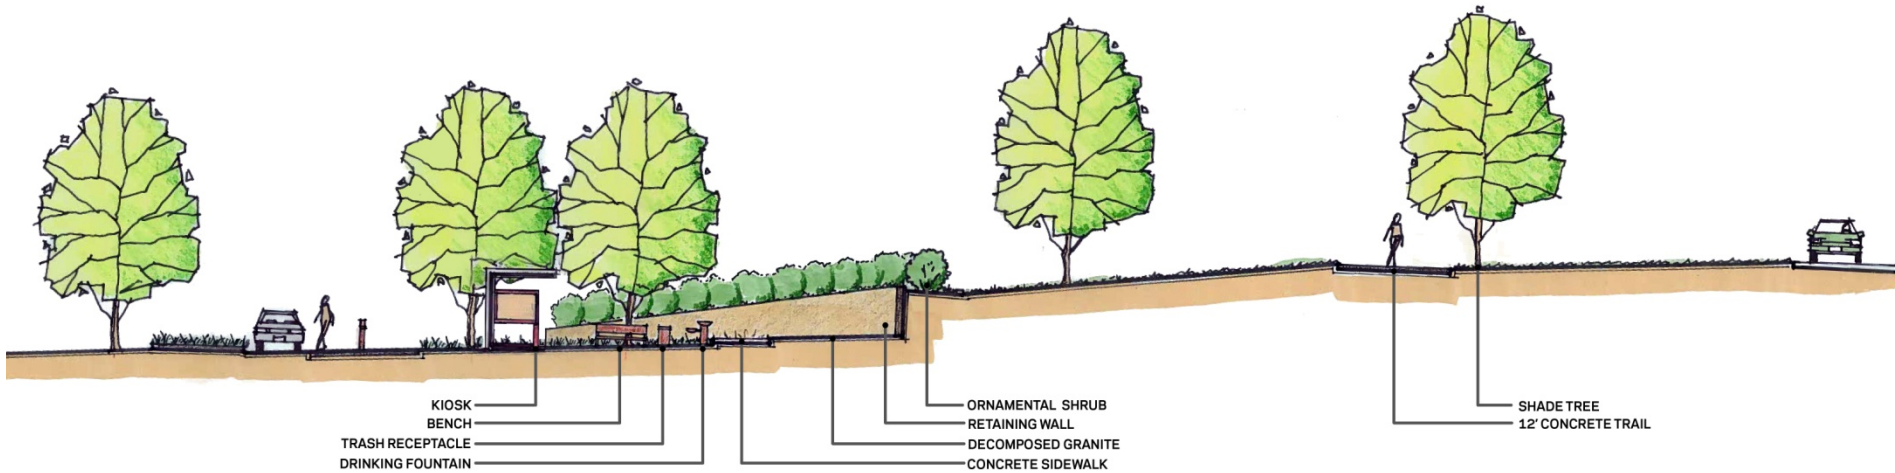 KIOSK
BENCH
TRASH RECEPTACLE
DRINKING FOUNTAIN
ORNAMENTAL SHRUB
RETAINING WALL
DECOMPOSED GRANITE
CONCRETE SIDEWALK
SHADE TREE
12' CONCRETE TRAIL